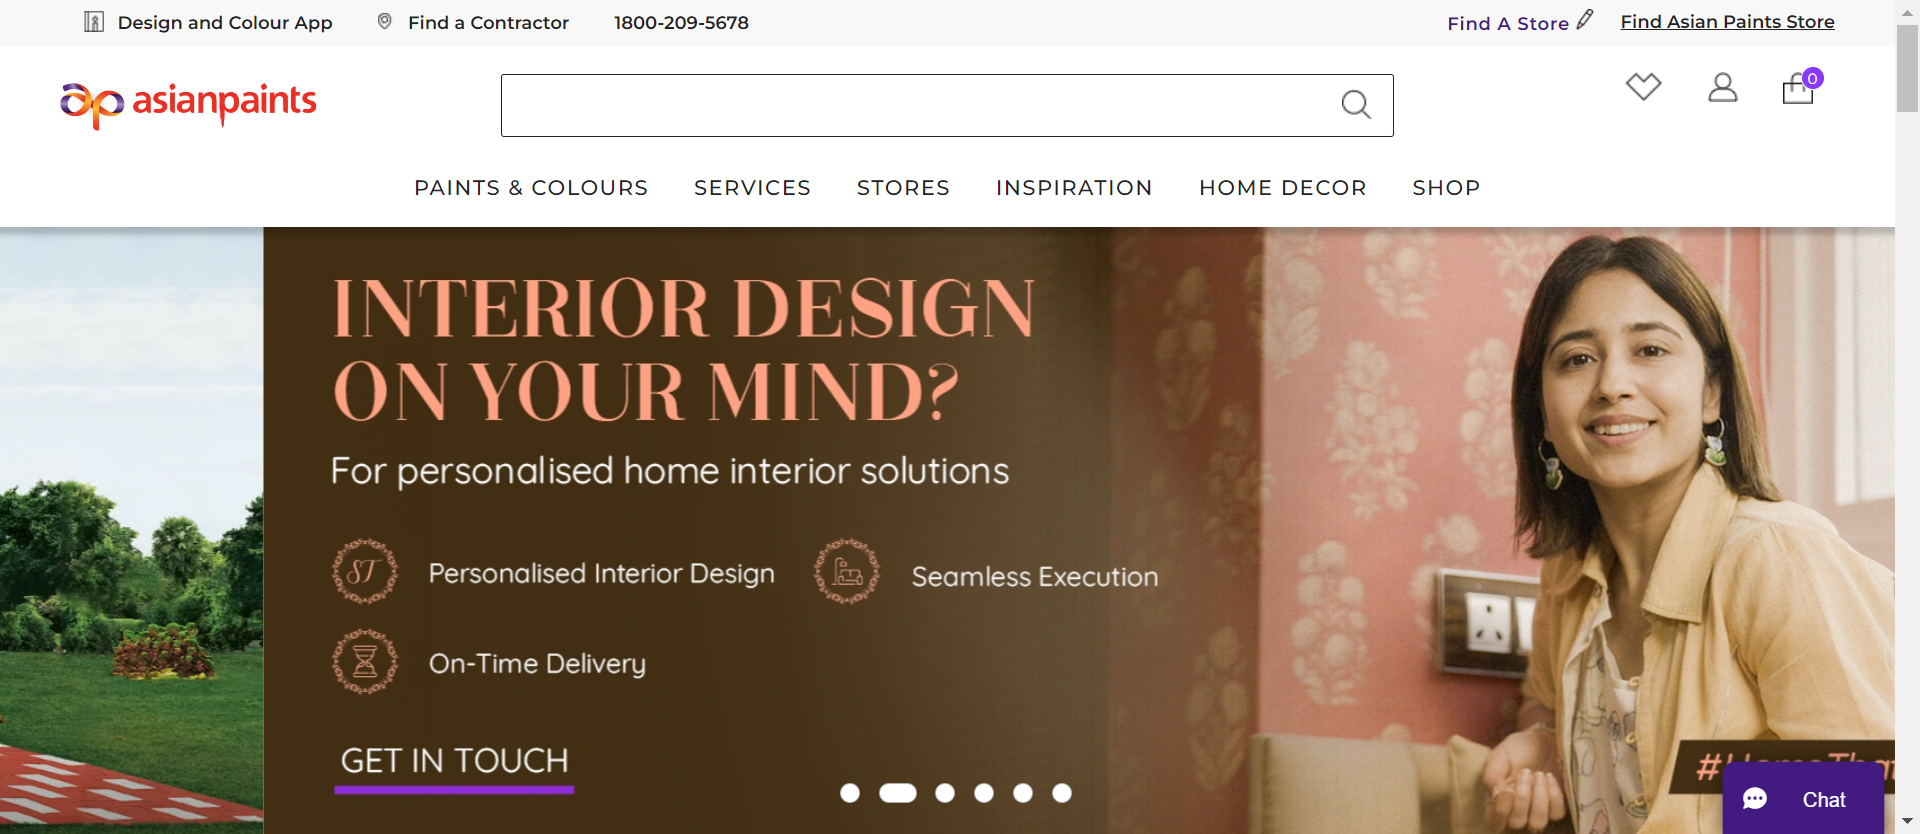 Design and Colour App
Find a Contractor
1800-209-5678
Find A Store
Find Asian Paints Store
ap asianpaints
0
PAINTS & COLOURS
SERVICES
STORES
INSPIRATION
HOME DECOR
SHOP
INTERIOR DESIGN
ON YOUR MIND?
For personalised home interior solutions
ST
Personalised Interior Design
Seamless Execution
On-Time Delivery
GET IN TOUCH
Chat